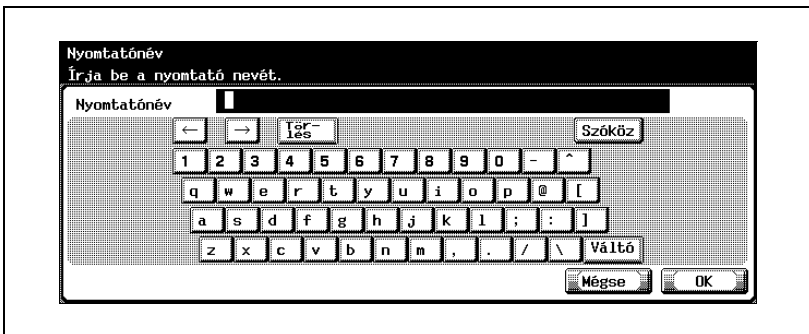 Nyomtatónév
Írja be a nyomtató nevét.
Nyomtatónév
← → Tör-
lés Szóköz
1 2 3 4 5 6 7 8 9 0 - ^
q w e r t y u i o p @ [
a s d f g h j k l ; : ]
z x c v b n m , . / \ Váltó
Mégse OK